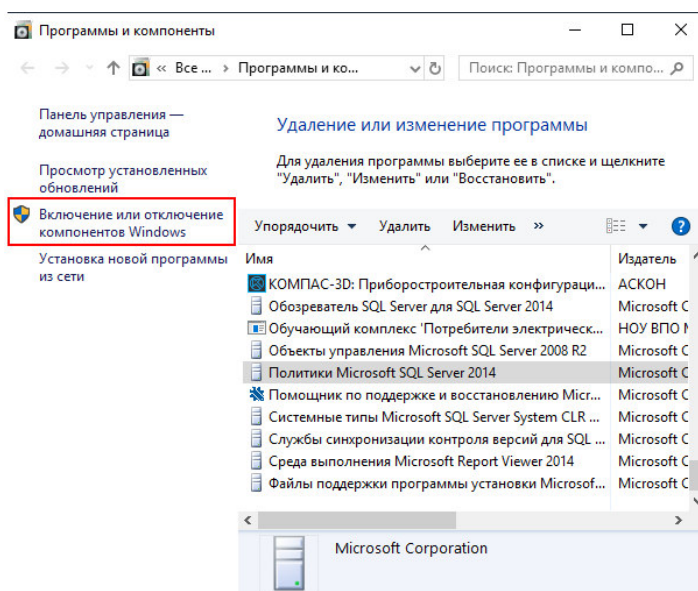 Программы и компоненты
« Все ... › Программы и ко...
Поиск: Программы и компо...
Панель управления —
домашняя страница
Просмотр установленных
обновлений
Включение или отключение
компонентов Windows
Установка новой программы
из сети
Удаление или изменение программы
Для удаления программы выберите ее в списке и щелкните
"Удалить", "Изменить" или "Восстановить".
Упорядочить Удалить Изменить » ?
Имя Издатель
КОМПАС-3D: Приборостроительная конфигураци... АСКОН
Обозреватель SQL Server для SQL Server 2014 Microsoft C
Обучающий комплекс 'Потребители электрическ... НОУ ВПО
Объекты управления Microsoft SQL Server 2008 R2 Microsoft C
Политики Microsoft SQL Server 2014 Microsoft C
Помощник по поддержке и восстановлению Micr... Microsoft C
Системные типы Microsoft SQL Server System CLR ... Microsoft C
Службы синхронизации контроля версий для SQL ... Microsoft C
Среда выполнения Microsoft Report Viewer 2014 Microsoft C
Файлы поддержки программы установки Microsof... Microsoft C
Microsoft Corporation